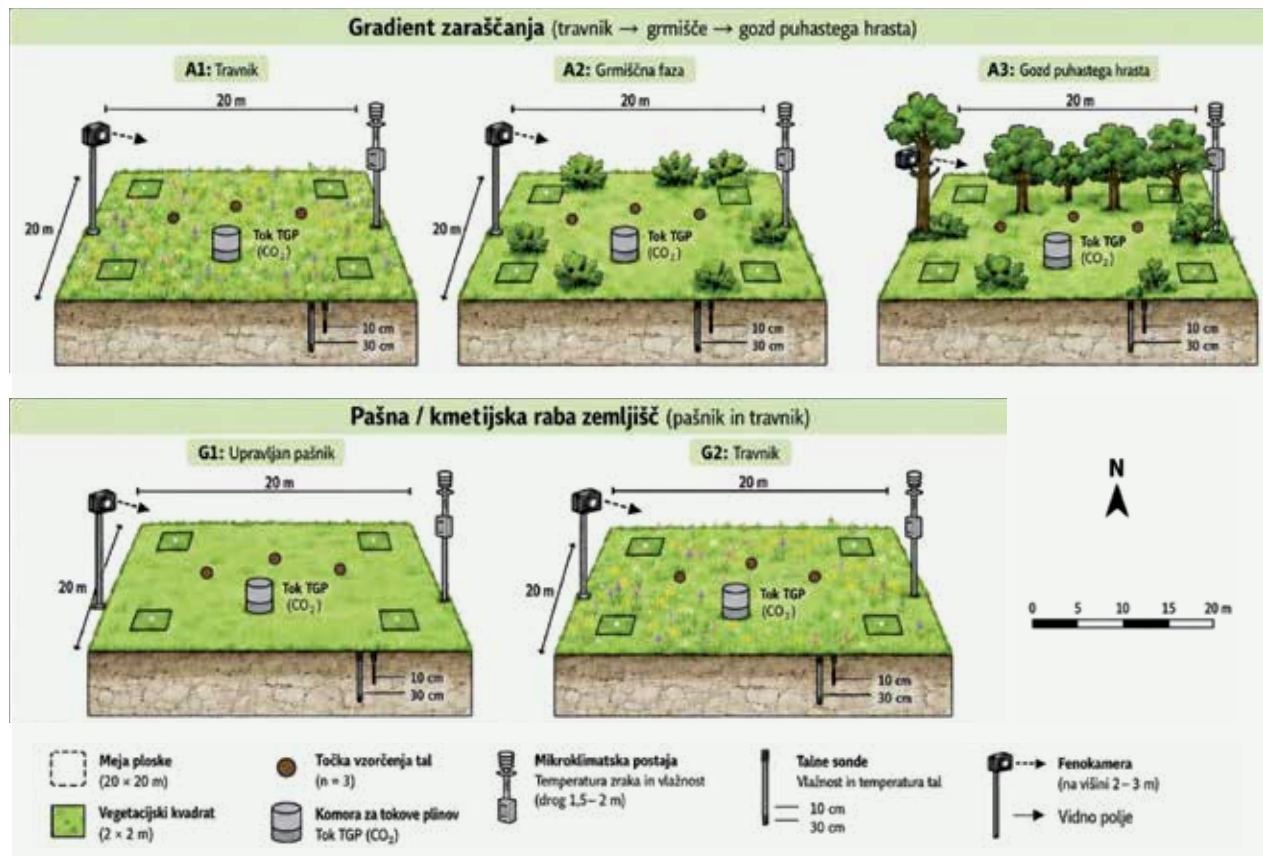 Gradient zaraščanja (travnik → grmišče → gozd puhastega hrasta)
A1: Travnik
A2: Grmiščna faza
A3: Gozd puhastega hrasta
20 m
20 m
20 m
20 m
20 m
20 m
Tok TGP
(CO₂)
Tok TGP
(CO₂)
Tok TGP
(CO₂)
10 cm
30 cm
10 cm
30 cm
10 cm
30 cm
Pašna / kmetijska raba zemljišč (pašnik in travnik)
G1: Upravljan pašnik
G2: Travnik
20 m
20 m
20 m
20 m
Tok TGP
(CO₂)
Tok TGP
(CO₂)
10 cm
30 cm
10 cm
30 cm
N
0 5 10 15 20 m
Meja ploske
(20 × 20 m)
Vegetacijski kvadrat
(2 × 2 m)
Točka vzorčenja tal
(n = 3)
Komora za tokove plinov
Tok TGP (CO₂)
Mikroklimatska postaja
Temperatura zraka in vlažnost
(drog 1,5– 2 m)
Talne sonde
Vlažnost in temperatura tal
10 cm
30 cm
Fenokamera
(na višini 2 – 3 m)
Vidno polje